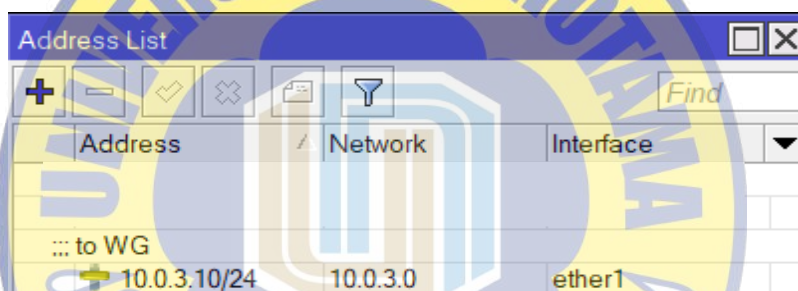 Address List
Find
Address Network Interface
;;; to WG
10.0.3.10/24 10.0.3.0 ether1